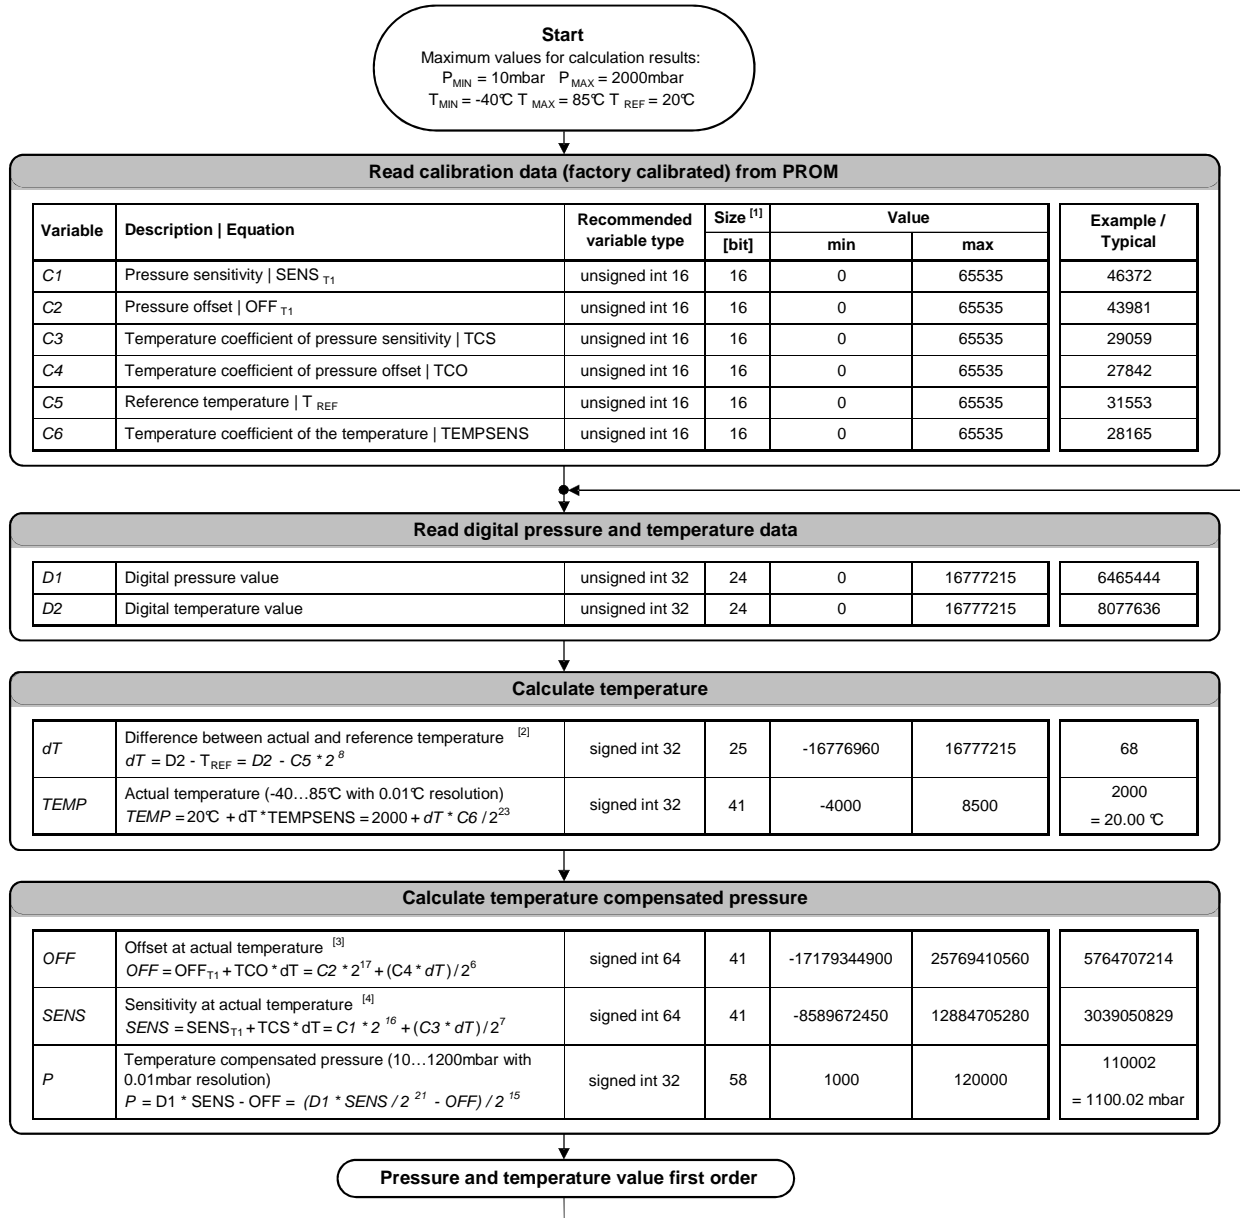 Start
Maximum values for calculation results:
PMIN = 10mbar PMAX = 2000mbar
TMIN = -40°C T MAX = 85°C T REF = 20°C
Read calibration data (factory calibrated) from PROM
Variable Description | Equation Recommended variable type Size [1] [bit] Value min max Example / Typical
C1 Pressure sensitivity | SENS T1 unsigned int 16 16 0 65535 46372
C2 Pressure offset | OFF T1 unsigned int 16 16 0 65535 43981
C3 Temperature coefficient of pressure sensitivity | TCS unsigned int 16 16 0 65535 29059
C4 Temperature coefficient of pressure offset | TCO unsigned int 16 16 0 65535 27842
C5 Reference temperature | T REF unsigned int 16 16 0 65535 31553
C6 Temperature coefficient of the temperature | TEMPSENS unsigned int 16 16 0 65535 28165
Read digital pressure and temperature data
D1 Digital pressure value unsigned int 32 24 0 16777215 6465444
D2 Digital temperature value unsigned int 32 24 0 16777215 8077636
Calculate temperature
dT Difference between actual and reference temperature [2]
dT = D2 - TREF = D2 - C5 * 2^8 signed int 32 25 -16776960 16777215 68
TEMP Actual temperature (-40…85°C with 0.01°C resolution)
TEMP = 20°C + dT * TEMPSENS = 2000 + dT * C6 / 2^23 signed int 32 41 -4000 8500 2000
= 20.00 °C
Calculate temperature compensated pressure
OFF Offset at actual temperature [3]
OFF = OFFT1 + TCO * dT = C2 * 2^17 + (C4 * dT) / 2^6 signed int 64 41 -17179344900 25769410560 5764707214
SENS Sensitivity at actual temperature [4]
SENS = SENST1 + TCS * dT = C1 * 2^16 + (C3 * dT) / 2^7 signed int 64 41 -8589672450 12884705280 3039050829
P Temperature compensated pressure (10…1200mbar with
0.01mbar resolution) signed int 32 58 1000 120000 110002
P = D1 * SENS - OFF = (D1 * SENS / 2^21 - OFF) / 2^15 = 1100.02 mbar
Pressure and temperature value first order